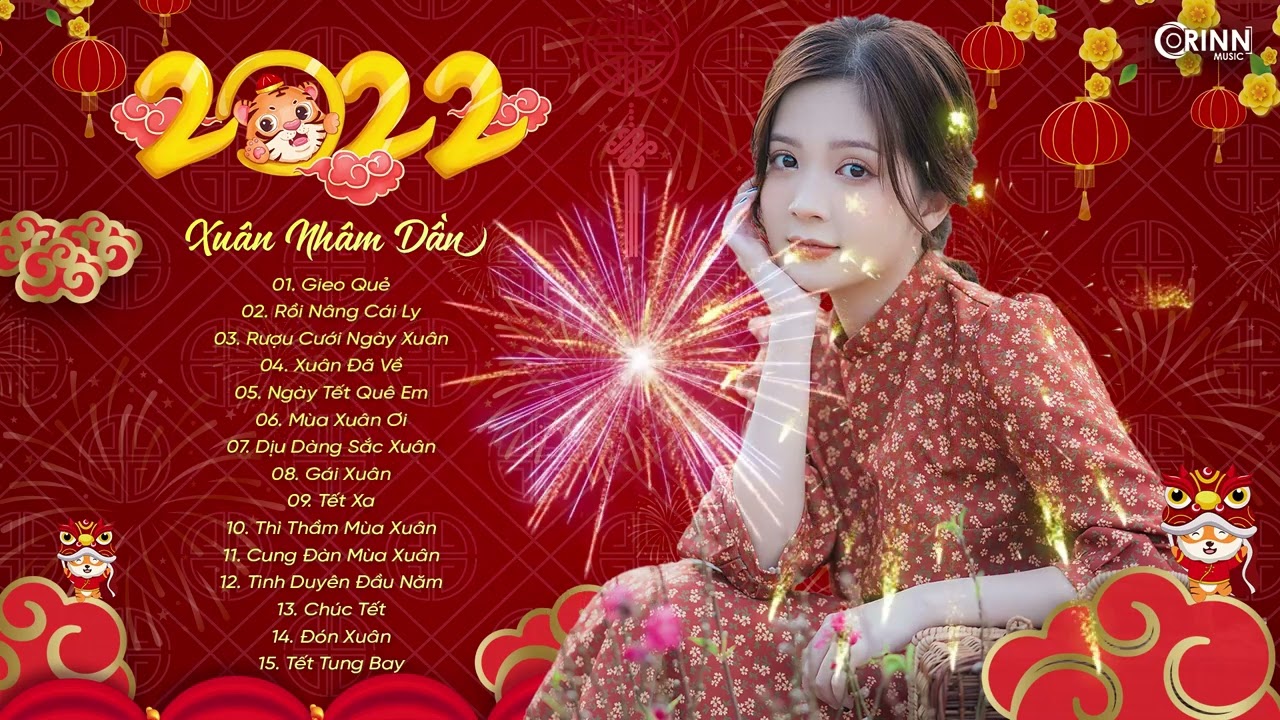 2022
ORINN
MUSIC
Xuân Nhâm Dần
01. Gieo Quẻ
02. Rồi Nâng Cái Ly
03. Rượu Cưới Ngày Xuân
04. Xuân Đã Về
05. Ngày Tết Quê Em
06. Mùa Xuân Ơi
07. Dịu Dàng Sắc Xuân
08. Gái Xuân
09. Tết Xa
10. Thì Thầm Mùa Xuân
11. Cung Đàn Mùa Xuân
12. Tình Duyên Đầu Năm
13. Chúc Tết
14. Đón Xuân
15. Tết Tung Bay